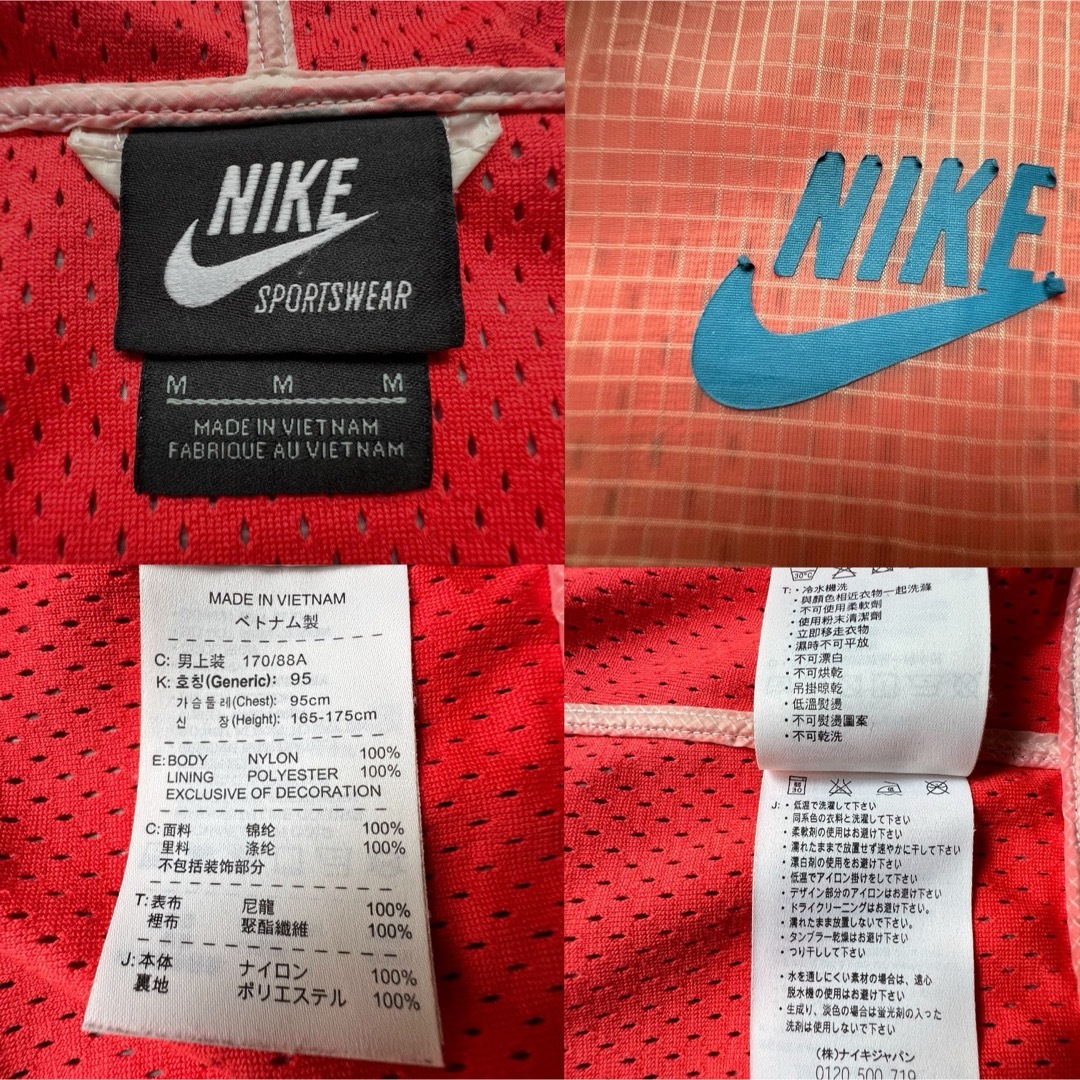 NIKE
SPORTSWEAR
M M M
MADE IN VIETNAM
FABRIQUE AU VIETNAM
NIKE
MADE IN VIETNAM
ベトナム製
C: 男上装 170/88A
K: 호칭(Generic): 95
가슴둘레(Chest): 95cm
신 장(Height): 165-175cm
E: BODY NYLON 100%
LINING POLYESTER 100%
EXCLUSIVE OF DECORATION
C: 面料 锦纶 100%
里料 涤纶 100%
不包括装饰部分
T: 表布 尼龍 100%
裡布 聚酯纖維 100%
J: 本体 ナイロン 100%
裏地 ポリエステル 100%
30°C
T: ・冷水機洗
・與顏色相近衣物一起洗滌
・不可使用柔軟劑
・使用粉末清潔劑
・立即移走衣物
・濕時不可平放
・不可漂白
・不可烘乾
・吊掛晾乾
・低溫熨燙
・不可熨燙圖案
・不可乾洗
J: ・低温で洗濯して下さい
・同系色の衣料と洗濯して下さい
・柔軟剤の使用はお避け下さい
・濡れたままで放置せず速やかに干して下さい
・漂白剤の使用をお避け下さい
・低温でアイロン掛けをして下さい
・デザイン部分のアイロンはお避け下さい
・ドライクリーニングはお避け下さい。
・濡れたまま放置しないで下さい。
・タンブラー乾燥はお避け下さい
・つり干しして下さい
・水を通しにくい素材の場合は、遠心
脱水機の使用はお避け下さい
・生成り、淡色の場合は蛍光剤の入った
洗剤は使用しないで下さい
(株)ナイキジャパン
0120 500 719